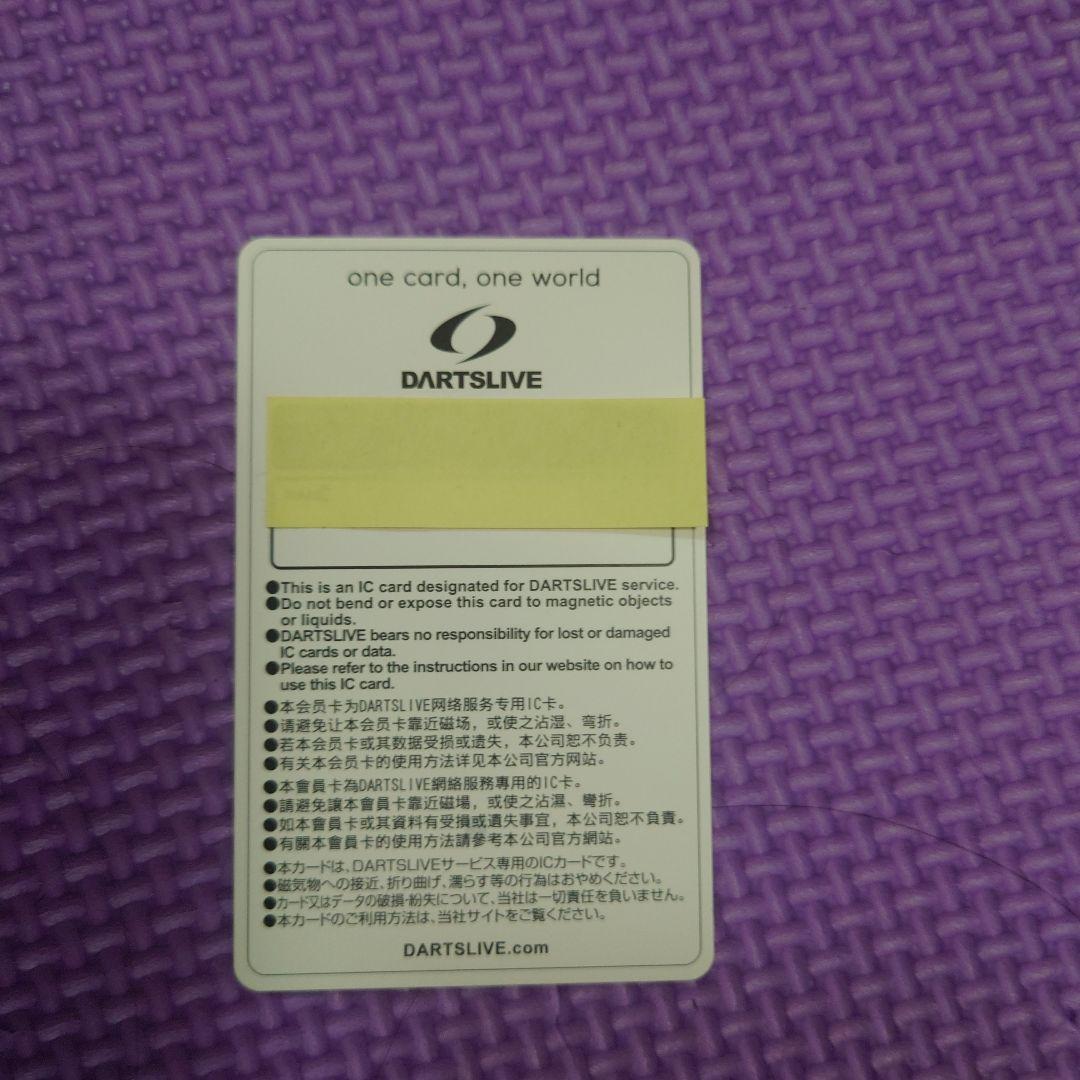 one card, one world
DARTSLIVE
●This is an IC card designated for DARTSLIVE service.
●Do not bend or expose this card to magnetic objects
or liquids.
●DARTSLIVE bears no responsibility for lost or damaged
IC cards or data.
●Please refer to the instructions in our website on how to
use this IC card.
●本会员卡为DARTSLIVE网络服务专用IC卡。
●请避免让本会员卡靠近磁场，或使之沾湿、弯折。
●若本会员卡或其数据受损或遗失，本公司恕不负责。
●有关本会员卡的使用方法详见本公司官方网站。
●本會員卡為DARTSLIVE網絡服務專用的IC卡。
●請避免讓本會員卡靠近磁場，或使之沾濕、彎折。
●如本會員卡或其資料有受損或遺失事宜，本公司恕不負責。
●有關本會員卡的使用方法請參考本公司官方網站。
●本カードは、DARTSLIVEサービス専用のICカードです。
●磁気物への接近、折り曲げ、濡らす等の行為はおやめください。
●カード又はデータの破損・紛失について、当社は一切責任を負いません。
●本カードのご利用方法は、当社サイトをご覧ください。
DARTSLIVE.com